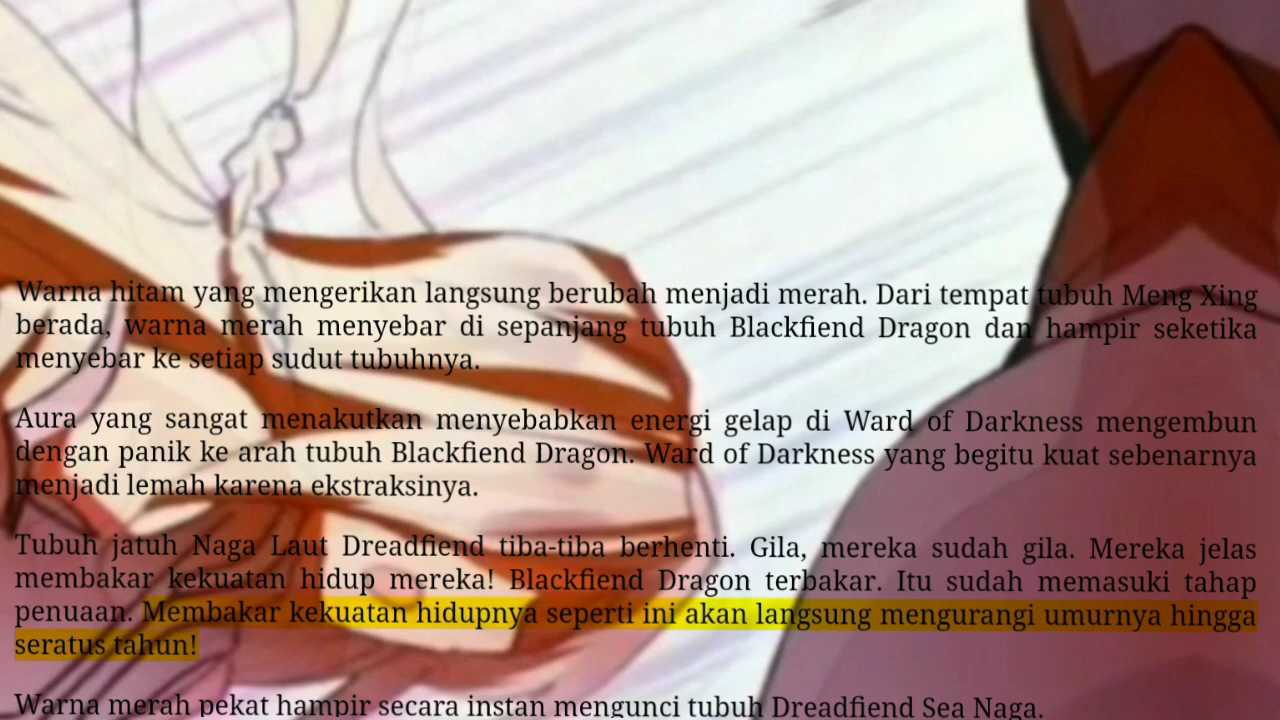 Warna hitam yang mengerikan langsung berubah menjadi merah. Dari tempat tubuh Meng Xing
berada, warna merah menyebar di sepanjang tubuh Blackfiend Dragon dan hampir seketika
menyebar ke setiap sudut tubuhnya.
Aura yang sangat menakutkan menyebabkan energi gelap di Ward of Darkness mengembun
dengan panik ke arah tubuh Blackfiend Dragon. Ward of Darkness yang begitu kuat sebenarnya
menjadi lemah karena ekstraksinya.
Tubuh jatuh Naga Laut Dreadfiend tiba-tiba berhenti. Gila, mereka sudah gila. Mereka jelas
membakar kekuatan hidup mereka! Blackfiend Dragon terbakar. Itu sudah memasuki tahap
penuaan. Membakar kekuatan hidupnya seperti ini akan langsung mengurangi umurnya hingga
seratus tahun!
Warna merah pekat hampir secara instan mengunci tubuh Dreadfiend Sea Naga.